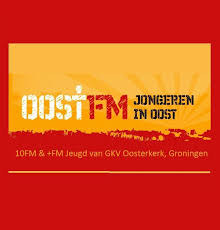 OOSTFM JONGEREN
IN OOST
10FM & +FM Jeugd van GKV Oosterkerk, Groningen